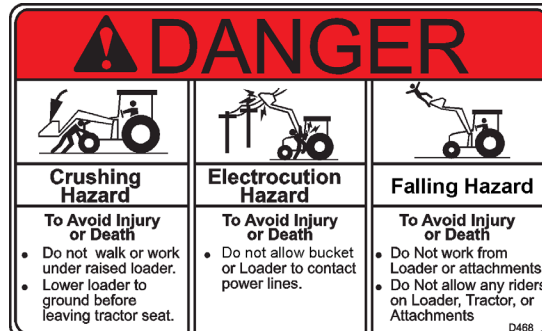 DANGER
Crushing
Hazard
To Avoid Injury
or Death
• Do not walk or work
under raised loader.
• Lower loader to
ground before
leaving tractor seat.
Electrocution
Hazard
To Avoid Injury
or Death
• Do not allow bucket
or Loader to contact
power lines.
Falling Hazard
To Avoid Injury
or Death
• Do Not work from
Loader or attachments
• Do Not allow any riders
on Loader, Tractor, or
Attachments
D468